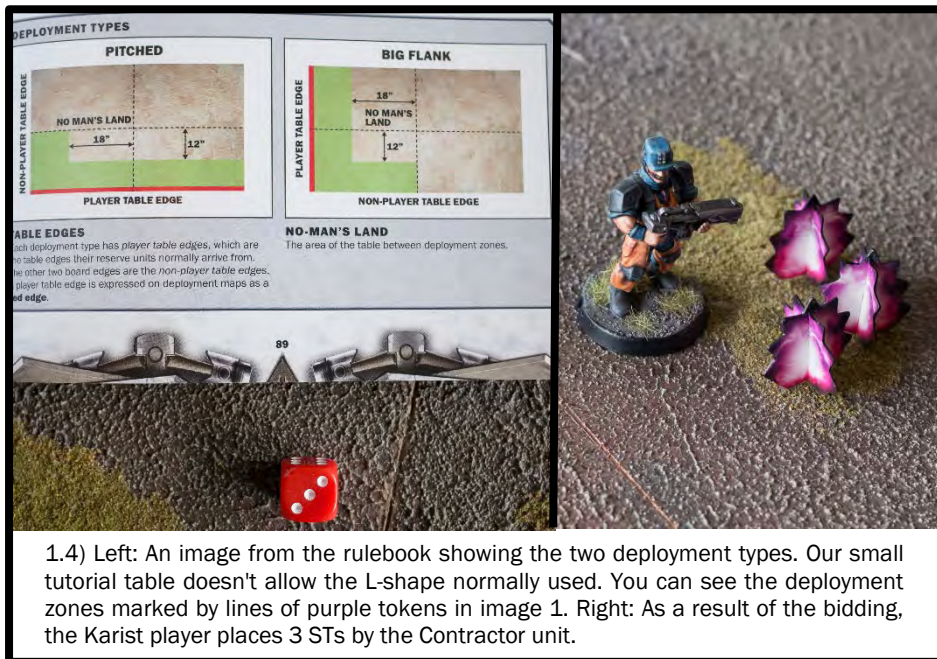 DEPLOYMENT TYPES
PITCHED
NON-PLAYER TABLE EDGE
NO MAN'S LAND
18"
12"
PLAYER TABLE EDGE
BIG FLANK
PLAYER TABLE EDGE
18"
NO MAN'S
LAND
12"
NON-PLAYER TABLE EDGE
TABLE EDGES
ach deployment type has player table edges, which are
he table edges their reserve units normally arrive from.
he other two board edges are the non-player table edges.
player table edge is expressed on deployment maps as a
ed edge.
NO-MAN'S LAND
The area of the table between deployment zones.
89
1.4) Left: An image from the rulebook showing the two deployment types. Our small
tutorial table doesn't allow the L-shape normally used. You can see the deployment
zones marked by lines of purple tokens in image 1. Right: As a result of the bidding,
the Karist player places 3 STs by the Contractor unit.